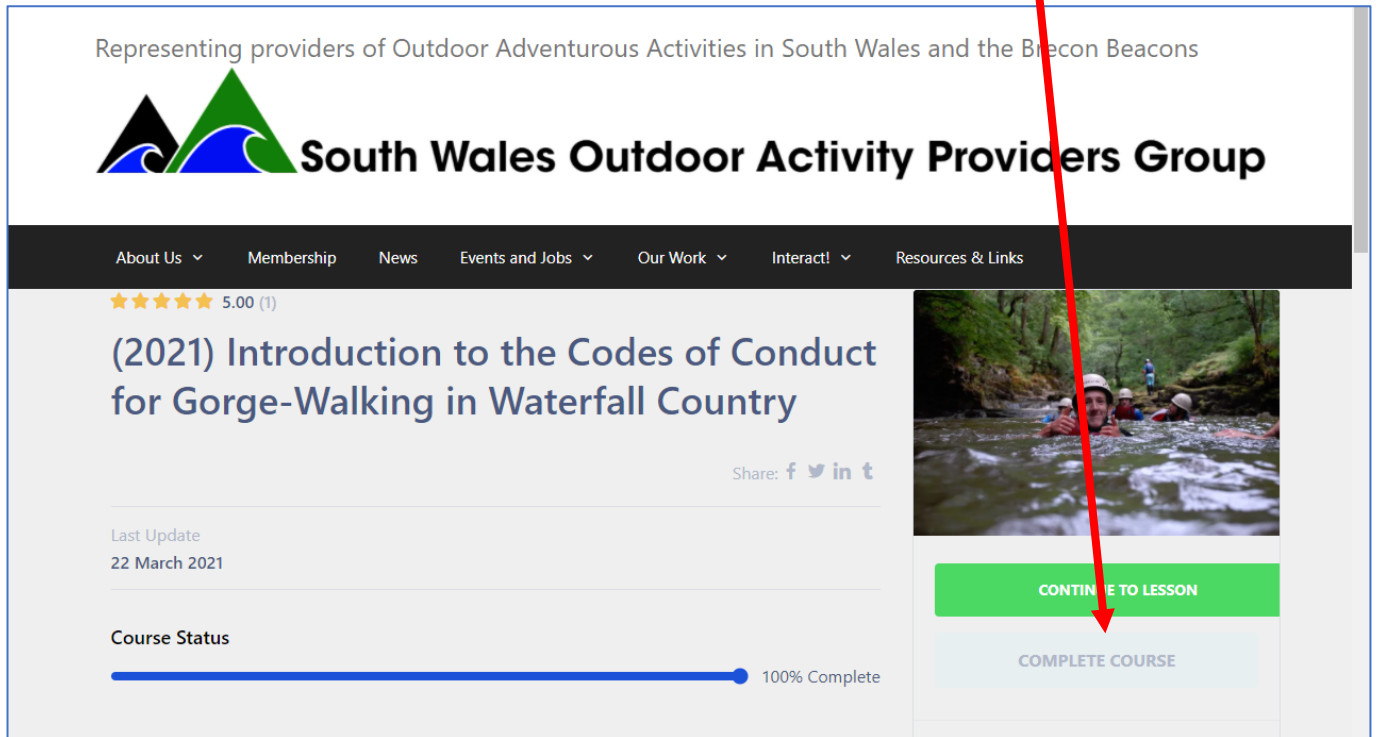 Representing providers of Outdoor Adventurous Activities in South Wales and the Brecon Beacons
South Wales Outdoor Activity Providers Group
About Us Membership News Events and Jobs Our Work Interact! Resources & Links
5.00 (1)
(2021) Introduction to the Codes of Conduct
for Gorge-Walking in Waterfall Country
Share:
Last Update
22 March 2021
CONTINUE TO LESSON
Course Status
COMPLETE COURSE
100% Complete